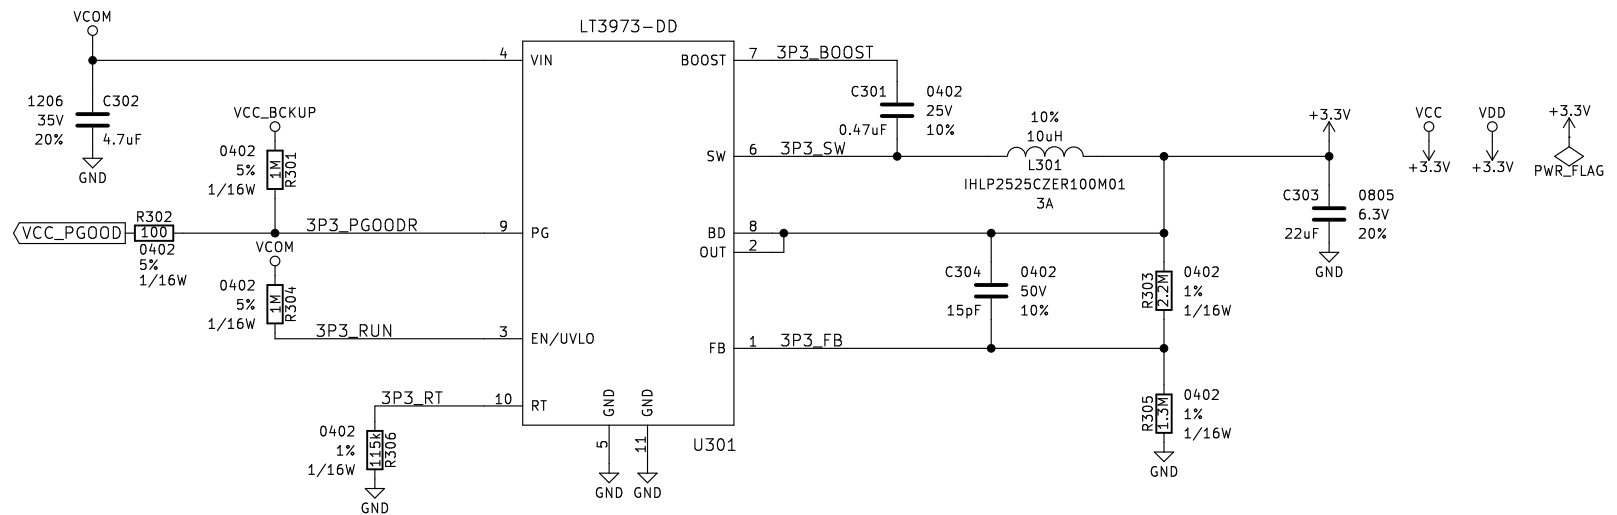 VCOM
1206
35V
20%
C302
4.7uF
GND
VCC_BCKUP
0402
5%
1/16W
1M
R301
VCC_PGOOD
R302
100
0402
5%
1/16W
3P3_PGOODR
VCOM
0402
5%
1/16W
1M
R304
3P3_RUN
3P3_RT
0402
1%
1/16W
115k
R306
GND
LT3973-DD
4
VIN
9
PG
3
EN/UVLO
10
RT
BOOST
7
SW
6
BD
8
OUT
2
FB
1
GND
GND
5
11
U301
GND
GND
3P3_BOOST
C301
0.47uF
0402
25V
10%
3P3_SW
10%
10uH
L301
IHLP2525CZER100M01
3A
C304
15pF
0402
50V
10%
3P3_FB
R303
2.2M
0402
1%
1/16W
R305
1.3M
0402
1%
1/16W
GND
+3.3V
C303
22uF
0805
6.3V
20%
GND
VCC
+3.3V
VDD
+3.3V
+3.3V
PWR_FLAG